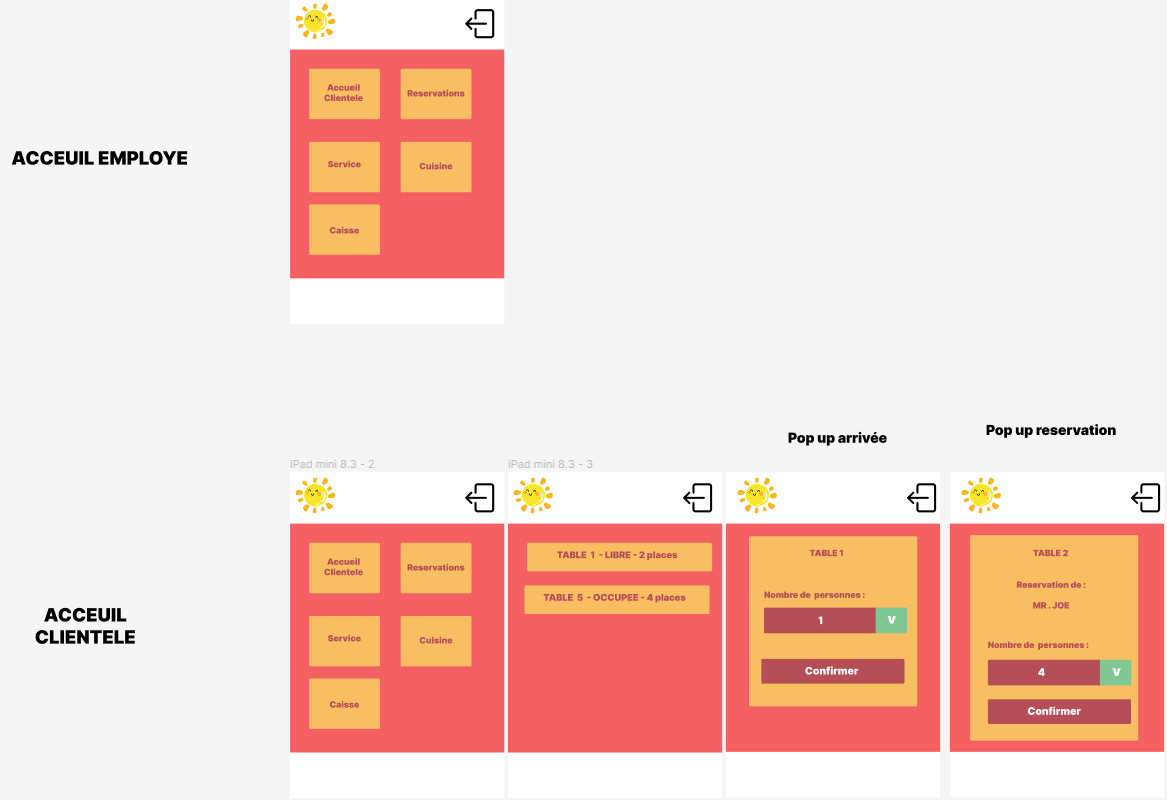 Accueil
Clientele
Reservations
ACCEUIL EMPLOYE
Service
Cuisine
Caisse
Pop up arrivée
Pop up reservation
iPad mini 8.3 - 2
iPad mini 8.3 - 3
ACCEUIL
CLIENTELE
Accueil
Clientele
Reservations
Service
Cuisine
Caisse
TABLE 1 - LIBRE - 2 places
TABLE 5 - OCCUPEE - 4 places
TABLE 1
Nombre de personnes :
1
V
Confirmer
TABLE 2
Reservation de :
MR . JOE
Nombre de personnes :
4
V
Confirmer